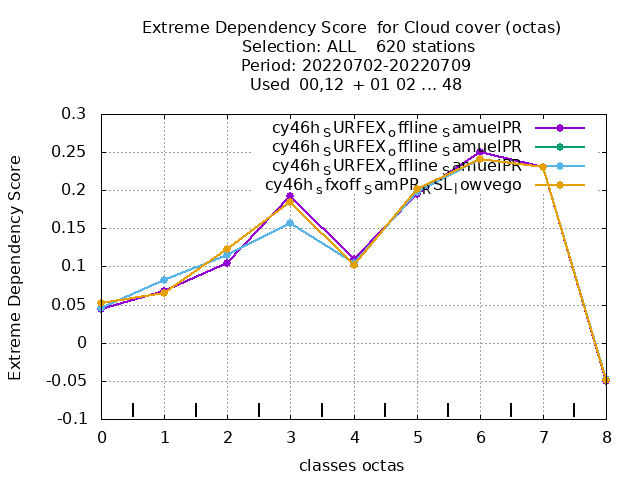 Extreme Dependency Score for Cloud cover (octas)
Selection: ALL 620 stations
Period: 20220702-20220709
Used 00,12 + 01 02 ... 48
cy46h_SURFEX_offline_SamuelPR
cy46h_SURFEX_offline_SamuelPR
cy46h_SURFEX_offline_SamuelPR
cy46h_sfxoff_SamPR_RSL_lowvego
Extreme Dependency Score
0.3
0.25
0.2
0.15
0.1
0.05
0
-0.05
-0.1
0 1 2 3 4 5 6 7 8
classes octas